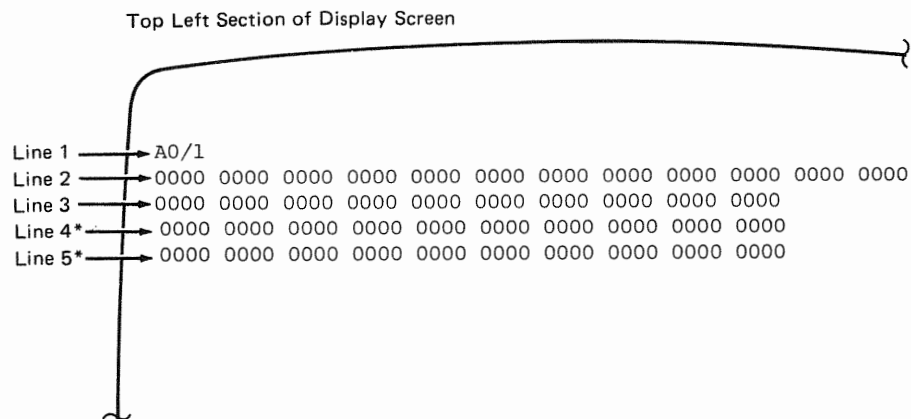 Top Left Section of Display Screen
Line 1 A0/1
Line 2 0000 0000 0000 0000 0000 0000 0000 0000 0000 0000 0000 0000
Line 3 0000 0000 0000 0000 0000 0000 0000 0000 0000 0000
Line 4* 0000 0000 0000 0000 0000 0000 0000 0000 0000 0000
Line 5* 0000 0000 0000 0000 0000 0000 0000 0000 0000 0000